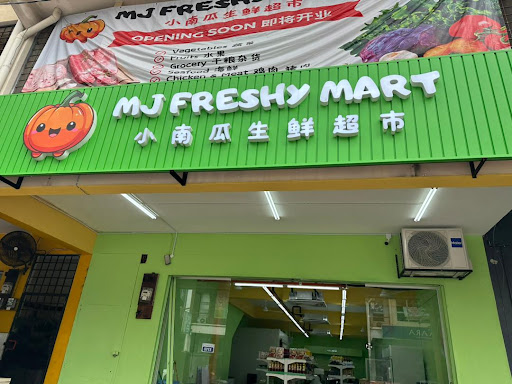 MJ FRESHY MART
小南瓜生鲜超市
OPENING SOON 即将开业
Vegetables 蔬菜
Fruits 水果
Grocery 干粮杂货
Seafood 海鲜
Chicken & Meat 鸡肉 猪肉
MJ FRESHY MART
小南瓜生鲜超市